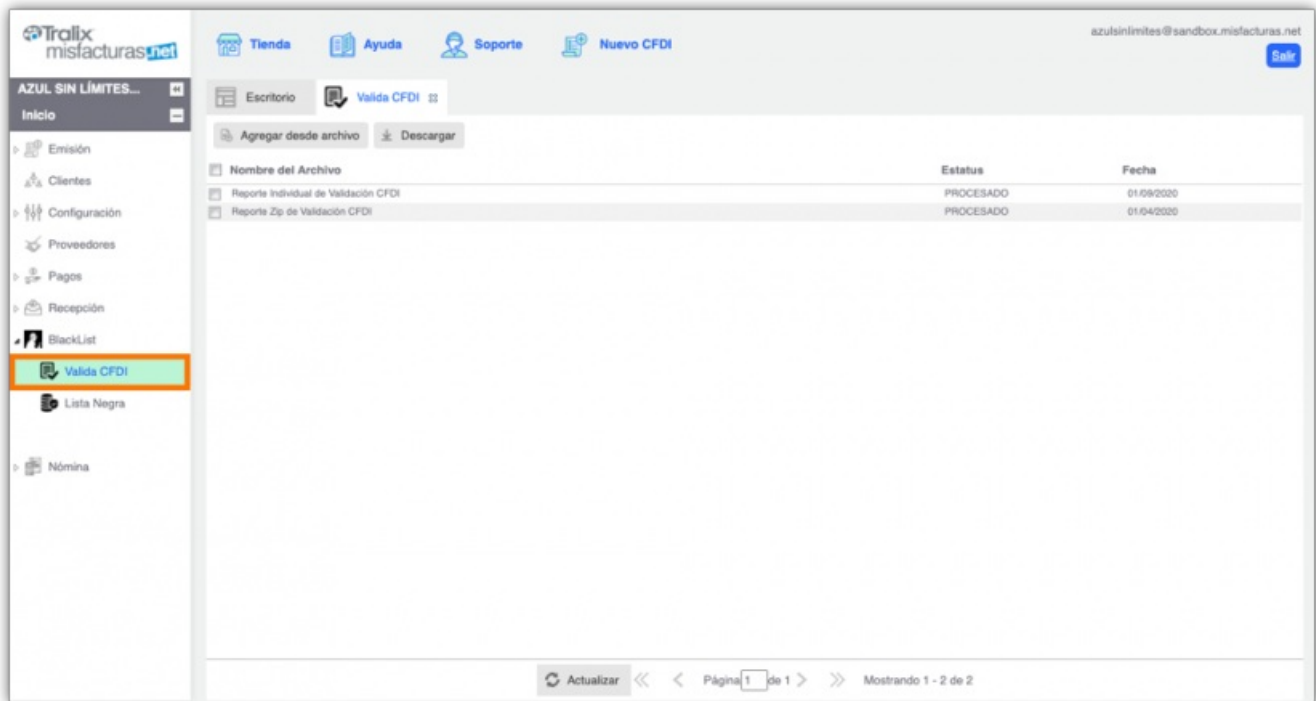 Tralix
misfacturas.net
Tienda
Ayuda
Soporte
Nuevo CFDI
azulsinlimites@sandbox.misfacturas.net
Salir
AZUL SIN LÍMITES...
Inicio
Emisión
Clientes
Configuración
Proveedores
Pagos
Recepción
BlackList
Valida CFDI
Lista Negra
Nómina
Escritorio
Valida CFDI
Agregar desde archivo
Descargar
Nombre del Archivo Estatus Fecha
Reporte Individual de Validación CFDI PROCESADO 01/09/2020
Reporte Zip de Validación CFDI PROCESADO 01/04/2020
Actualizar Página 1 de 1 Mostrando 1 - 2 de 2